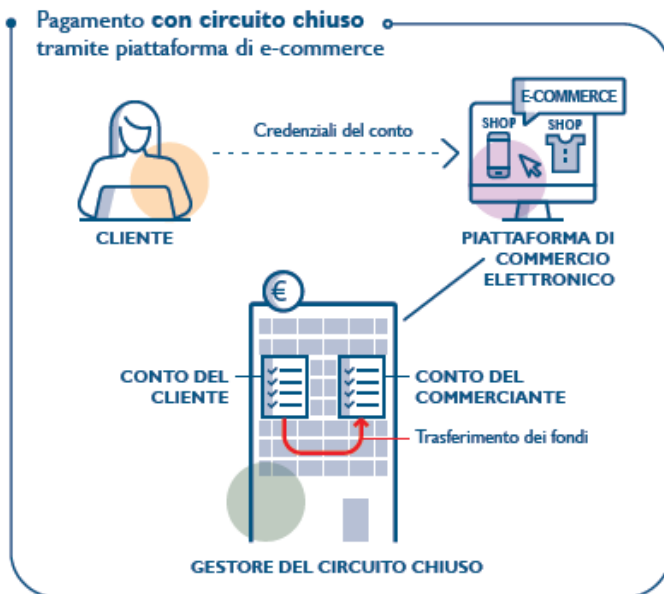 Pagamento con circuito chiuso
tramite piattaforma di e-commerce
E-COMMERCE
SHOP
SHOP
Credenziali del conto
CLIENTE
PIATTAFORMA DI
COMMERCIO
ELETTRONICO
€
CONTO DEL
CLIENTE
CONTO DEL
COMMERCIANTE
Trasferimento dei fondi
GESTORE DEL CIRCUITO CHIUSO